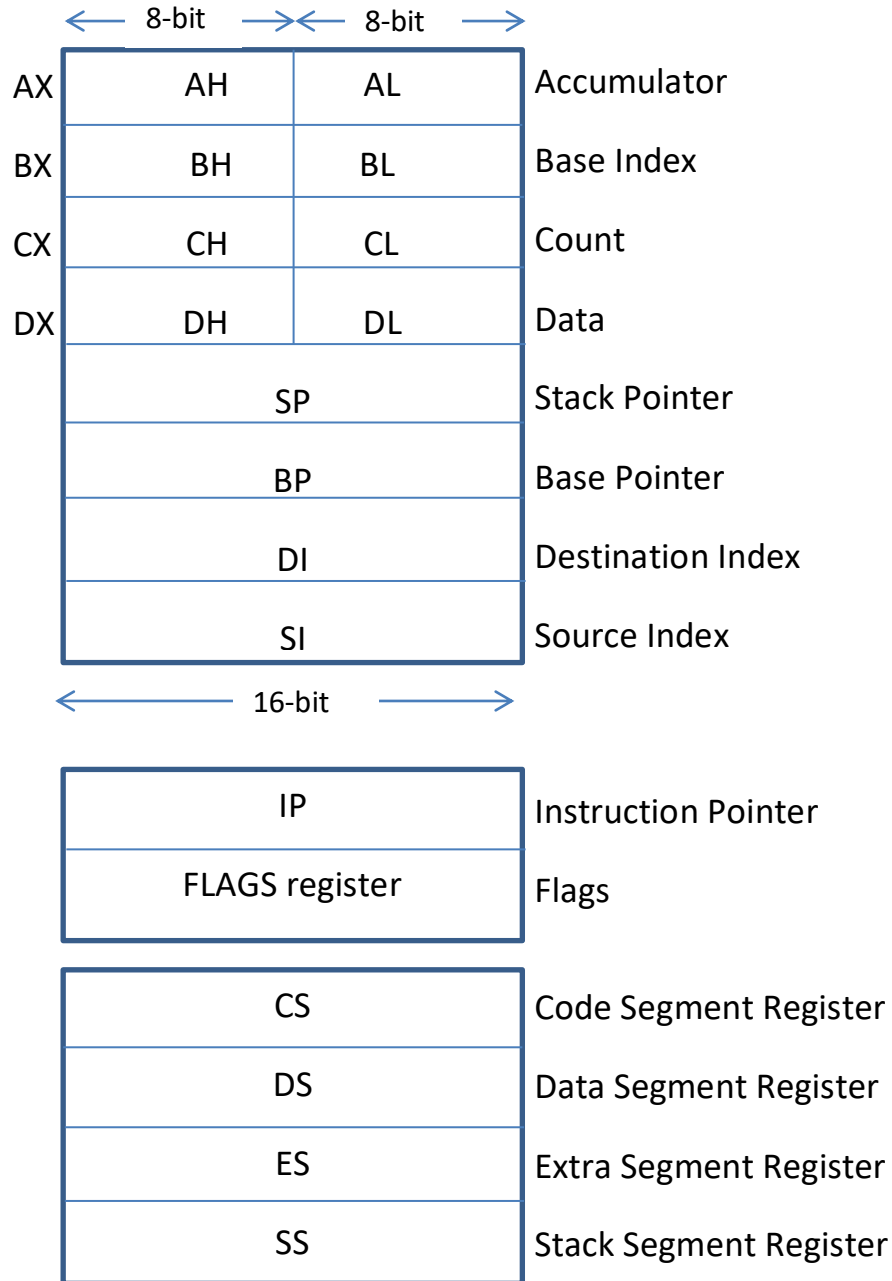 8-bit 8-bit
AX AH AL Accumulator
BX BH BL Base Index
CX CH CL Count
DX DH DL Data
SP Stack Pointer
BP Base Pointer
DI Destination Index
SI Source Index
16-bit
IP Instruction Pointer
FLAGS register Flags
CS Code Segment Register
DS Data Segment Register
ES Extra Segment Register
SS Stack Segment Register